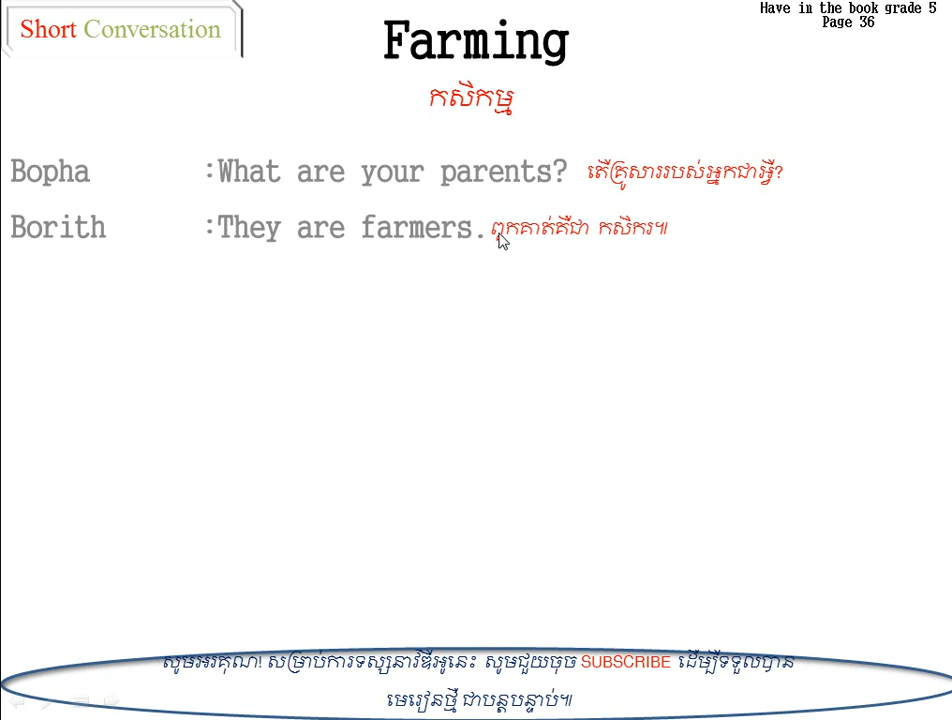 Short Conversation
Have in the book grade 5
Page 36
Farming
កសិកម្ម
Bopha :What are your parents? តើគ្រួសាររបស់អ្នកជាអ្វី?
Borith :They are farmers. ពួកគាត់គឺជា កសិករ៕
សូមអរគុណ! សម្រាប់ការទស្សនាវីឌីអូនេះ សូមជួយចុច SUBSCRIBE ដើម្បីទទួលបាន
មេរៀនថ្មី ជាបន្តបន្ទាប់៕